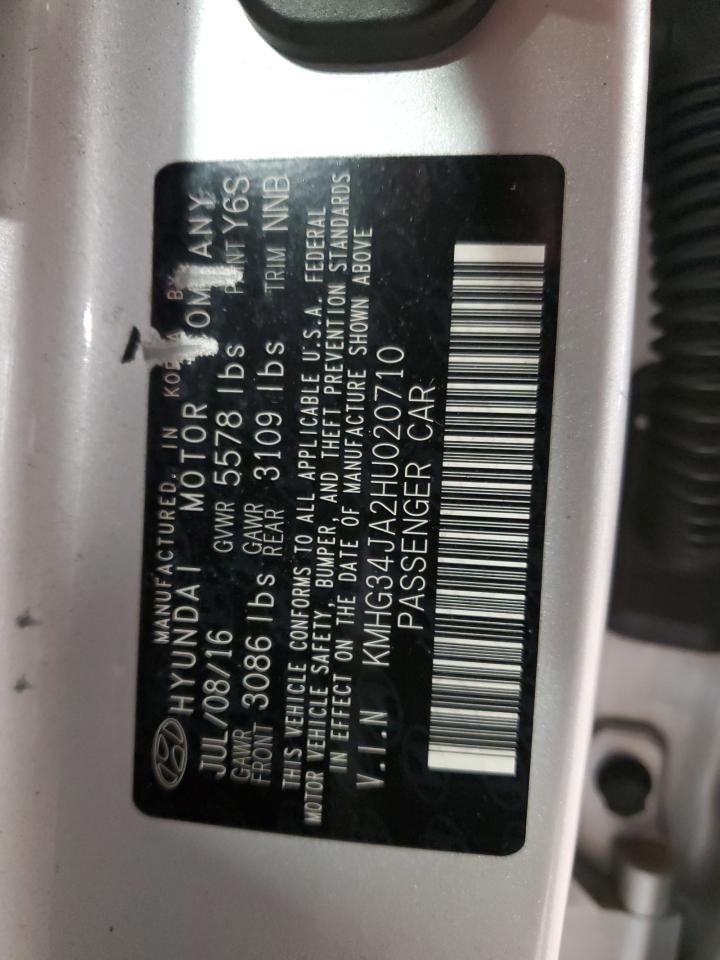 MANUFACTURED IN KOREA BY
HYUNDAI MOTOR COMPANY
JUL/08/16 GVWR 5578 lbs PAINT Y6S
GAWR FRONT 3086 lbs GAWR REAR 3109 lbs TRIM NNB
THIS VEHICLE CONFORMS TO ALL APPLICABLE U.S.A. FEDERAL
MOTOR VEHICLE SAFETY, BUMPER, AND THEFT PREVENTION STANDARDS
IN EFFECT ON THE DATE OF MANUFACTURE SHOWN ABOVE
V.I.N KMHG34JA2HU020710
PASSENGER CAR